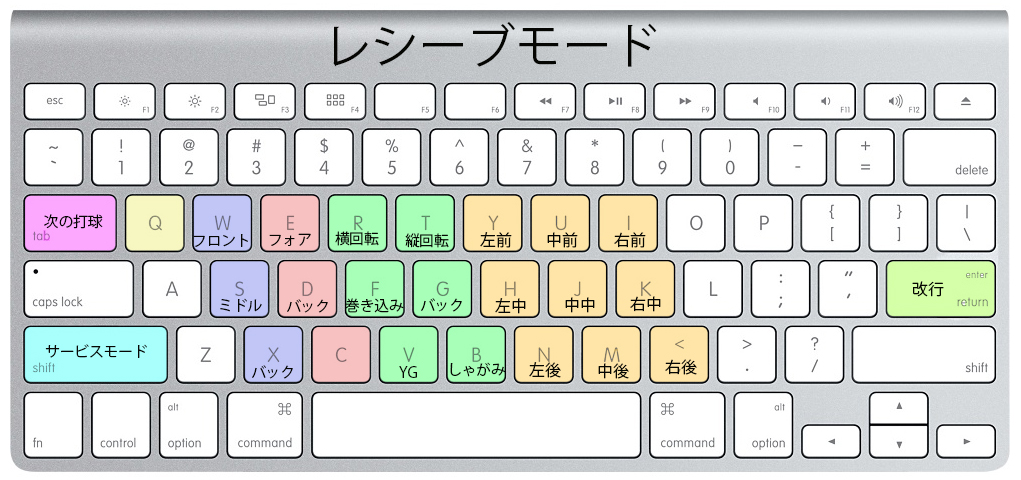 レシーブモード
esc F1 F2 F3 F4 F5 F6 F7 F8 F9 F10 F11 F12
~ ! @ # $ % ^ & * ( ) - +
` 1 2 3 4 5 6 7 8 9 0 - = delete
次の打球 Q W E R T Y U I O P { } |
tab フロント フォア 横回転 縦回転 左前 中前 右前 [ ] \
• A S D F G H J K L : “ 改行 enter
caps lock ミドル バック 巻き込み バック 左中 中中 右中 ; ‘ return
サービスモード Z X C V B N M < > ?
shift バック YG しゃがみ 左後 中後 右後 . / shift
alt ⌘ ⌘ alt ▲
fn control option command command option ◀ ▼ ▶